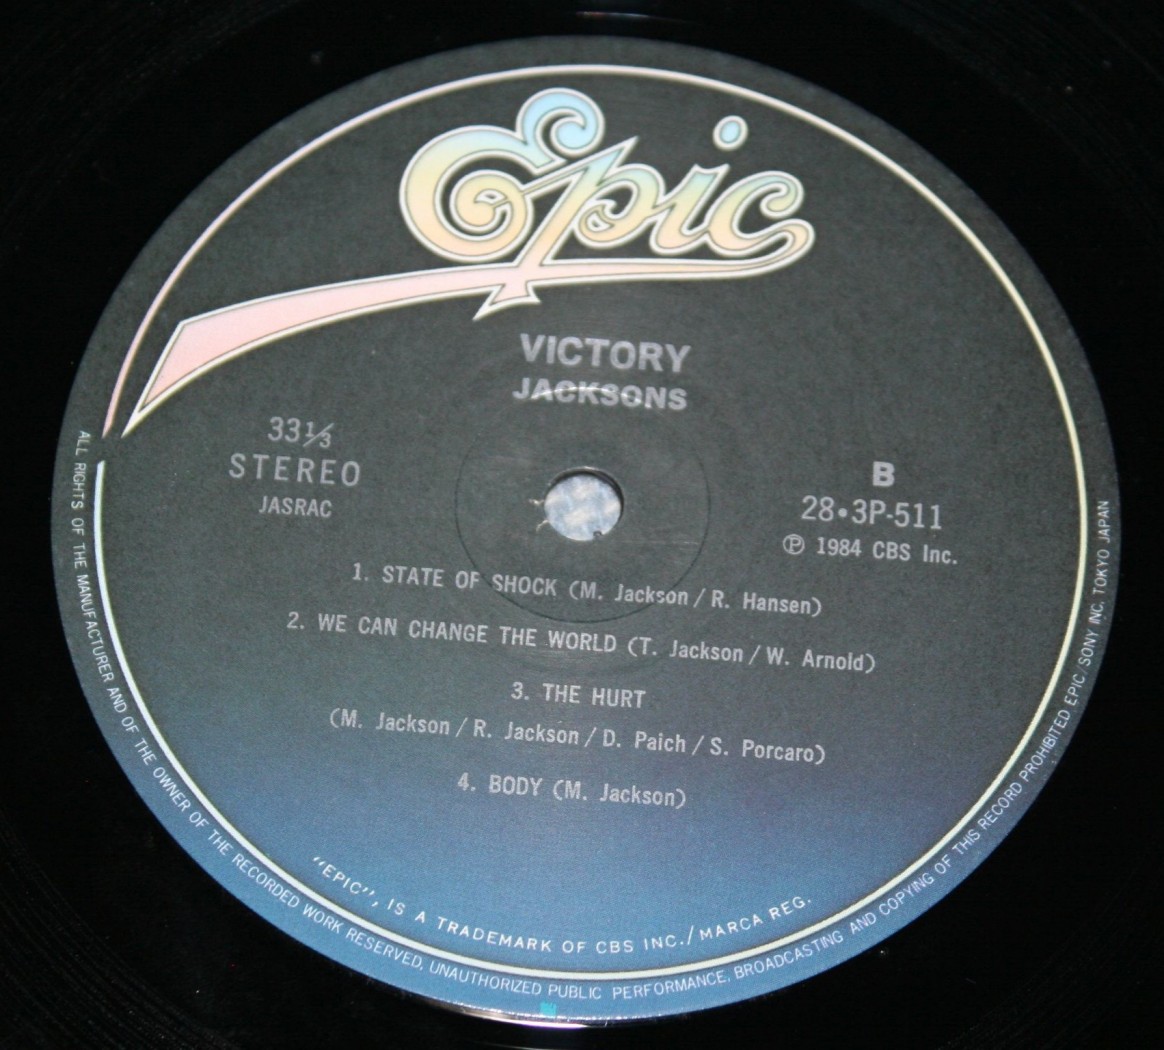 Epic
VICTORY
JACKSONS
33⅓
STEREO
JASRAC
B
28•3P-511
Ⓟ 1984 CBS Inc.
1. STATE OF SHOCK (M. Jackson / R. Hansen)
2. WE CAN CHANGE THE WORLD (T. Jackson / W. Arnold)
3. THE HURT
(M. Jackson / R. Jackson / D. Paich / S. Porcaro)
4. BODY (M. Jackson)
"EPIC", IS A TRADEMARK OF CBS INC./MARCA REG.
ALL RIGHTS OF THE MANUFACTURER AND OF THE OWNER OF THE RECORDED WORK RESERVED. UNAUTHORIZED PUBLIC PERFORMANCE. BROADCASTING AND COPYING OF THIS RECORD PROHIBITED EPIC/SONY INC. TOKYO JAPAN